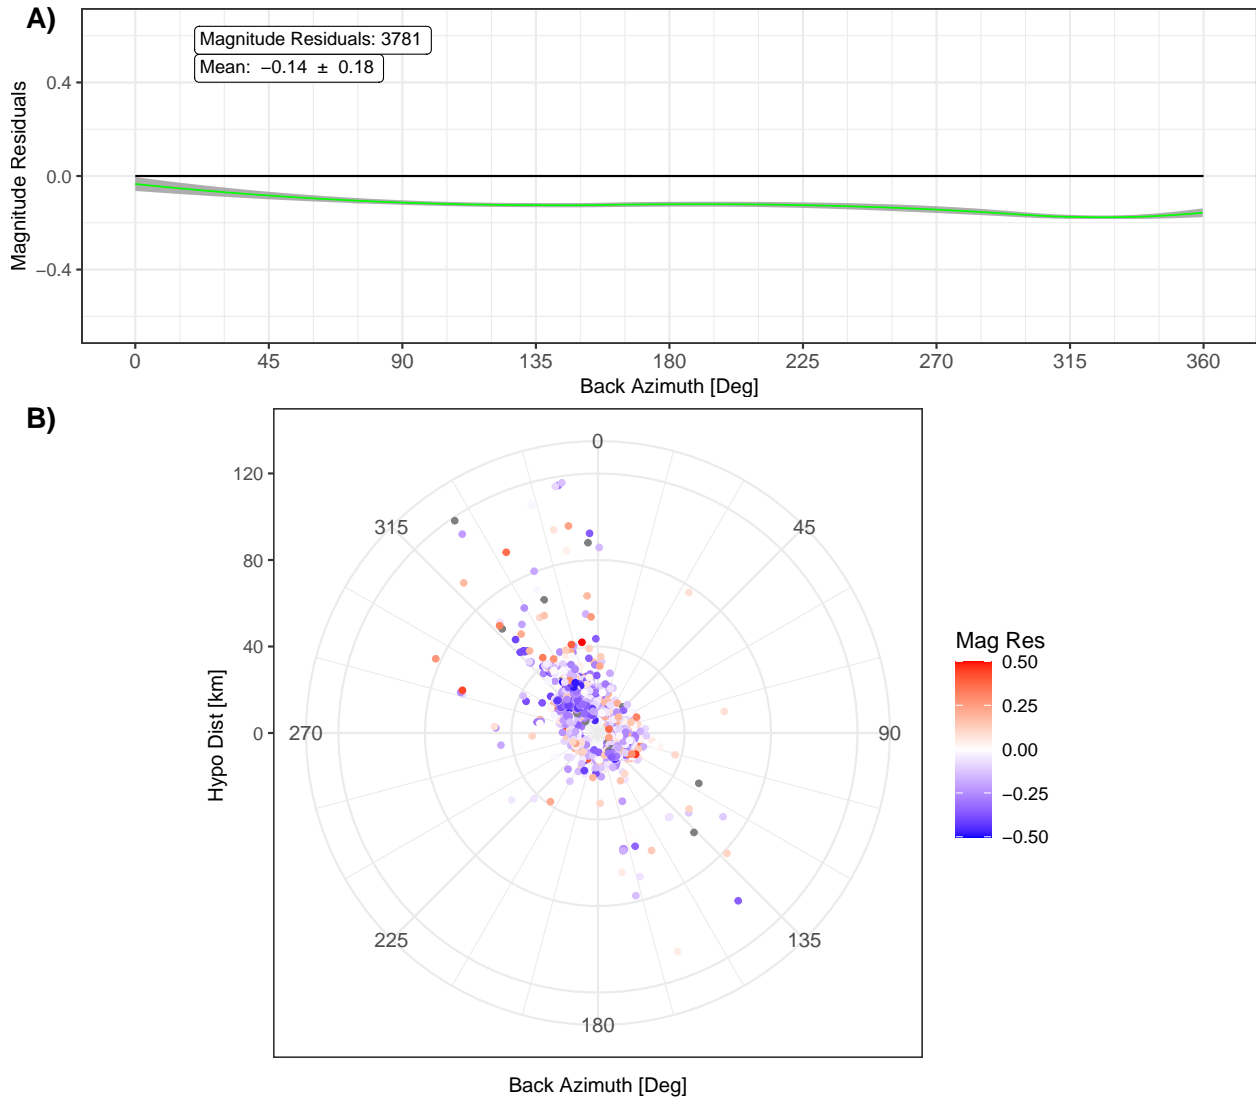 A)
Magnitude Residuals: 3781
Mean: −0.14 ± 0.18
0.4
0.0
−0.4
Magnitude Residuals
0 45 90 135 180 225 270 315 360
Back Azimuth [Deg]
B)
120
80
40
0
Hypo Dist [km]
0
45
90
135
180
225
270
315
Back Azimuth [Deg]
Mag Res
0.50
0.25
0.00
−0.25
−0.50